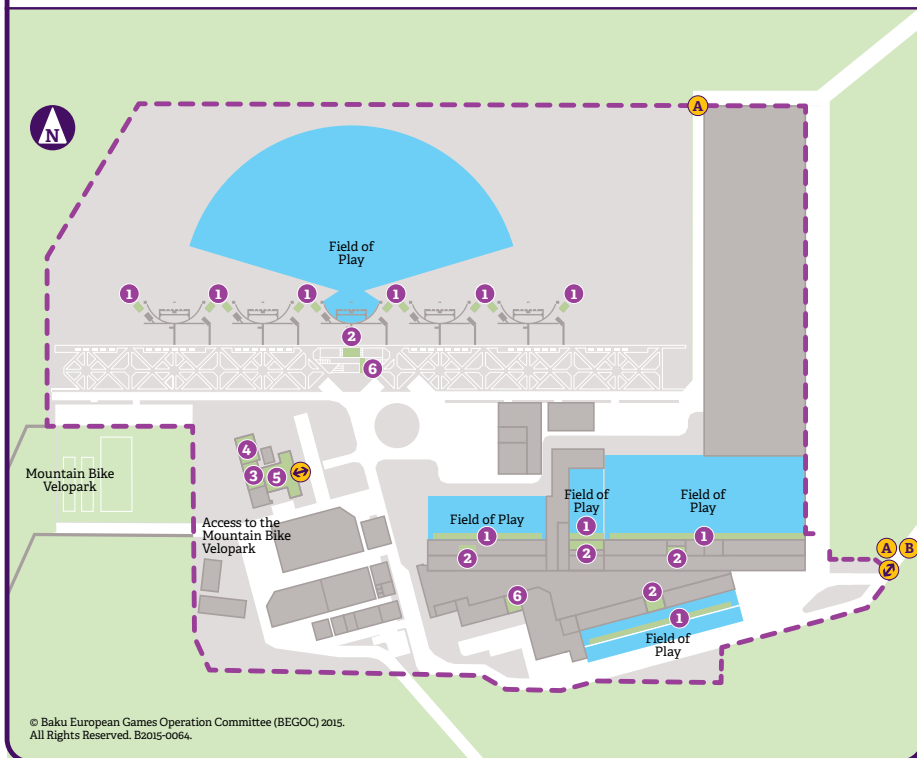 A
N
Field of
Play
1
1
1
1
1
1
2
6
4
3
5
Mountain Bike
Velopark
Access to the
Mountain Bike
Velopark
Field of Play
1
2
Field of
Play
1
2
Field of
Play
1
2
A
B
6
2
1
Field of
Play
© Baku European Games Operation Committee (BEGOC) 2015.
All Rights Reserved. B2015-0064.